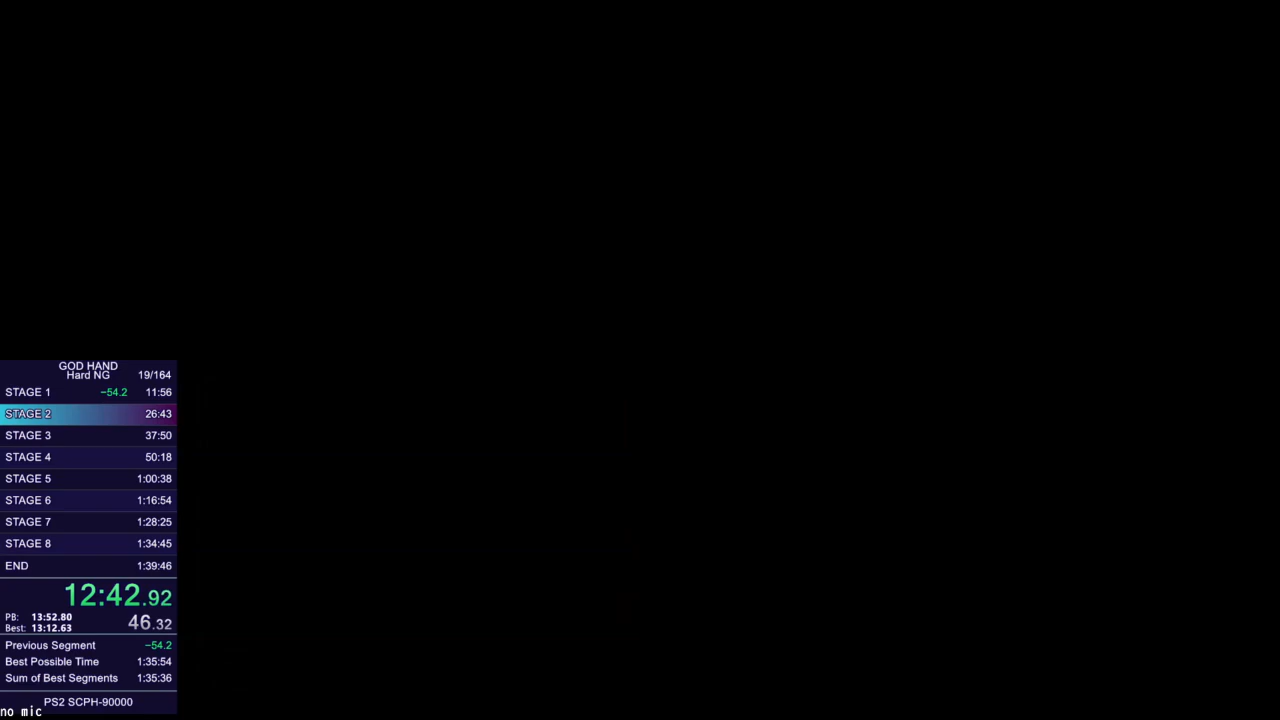 GOD HAND
Hard NG 19/164
STAGE 1 −54.2 11:56
STAGE 2 26:43
STAGE 3 37:50
STAGE 4 50:18
STAGE 5 1:00:38
STAGE 6 1:16:54
STAGE 7 1:28:25
STAGE 8 1:34:45
END 1:39:46
12:42.92
PB: 13:52.80
Best: 13:12.63
46.32
Previous Segment −54.2
Best Possible Time 1:35:54
Sum of Best Segments 1:35:36
PS2 SCPH-90000
no mic